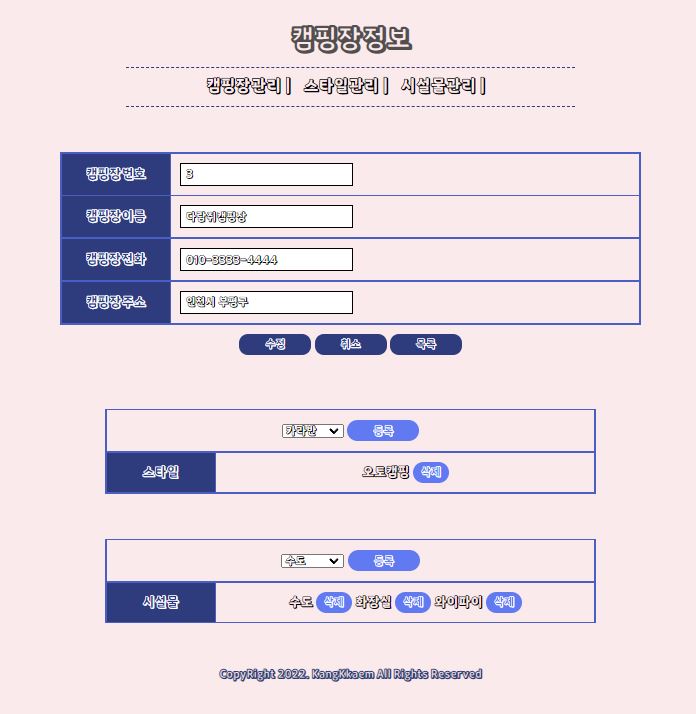 캠핑장정보
캠핑장관리 | 스타일관리 | 시설물관리 |
캠핑장번호 3
캠핑장이름 다람쥐캠핑장
캠핑장전화 010-3333-4444
캠핑장주소 인천시 부평구
수정 취소 목록
카라반 등록
스타일 오토캠핑 삭제
수도 등록
시설물 수도 삭제 화장실 삭제 와이파이 삭제
CopyRight 2022. KangKkaem All Rights Reserved